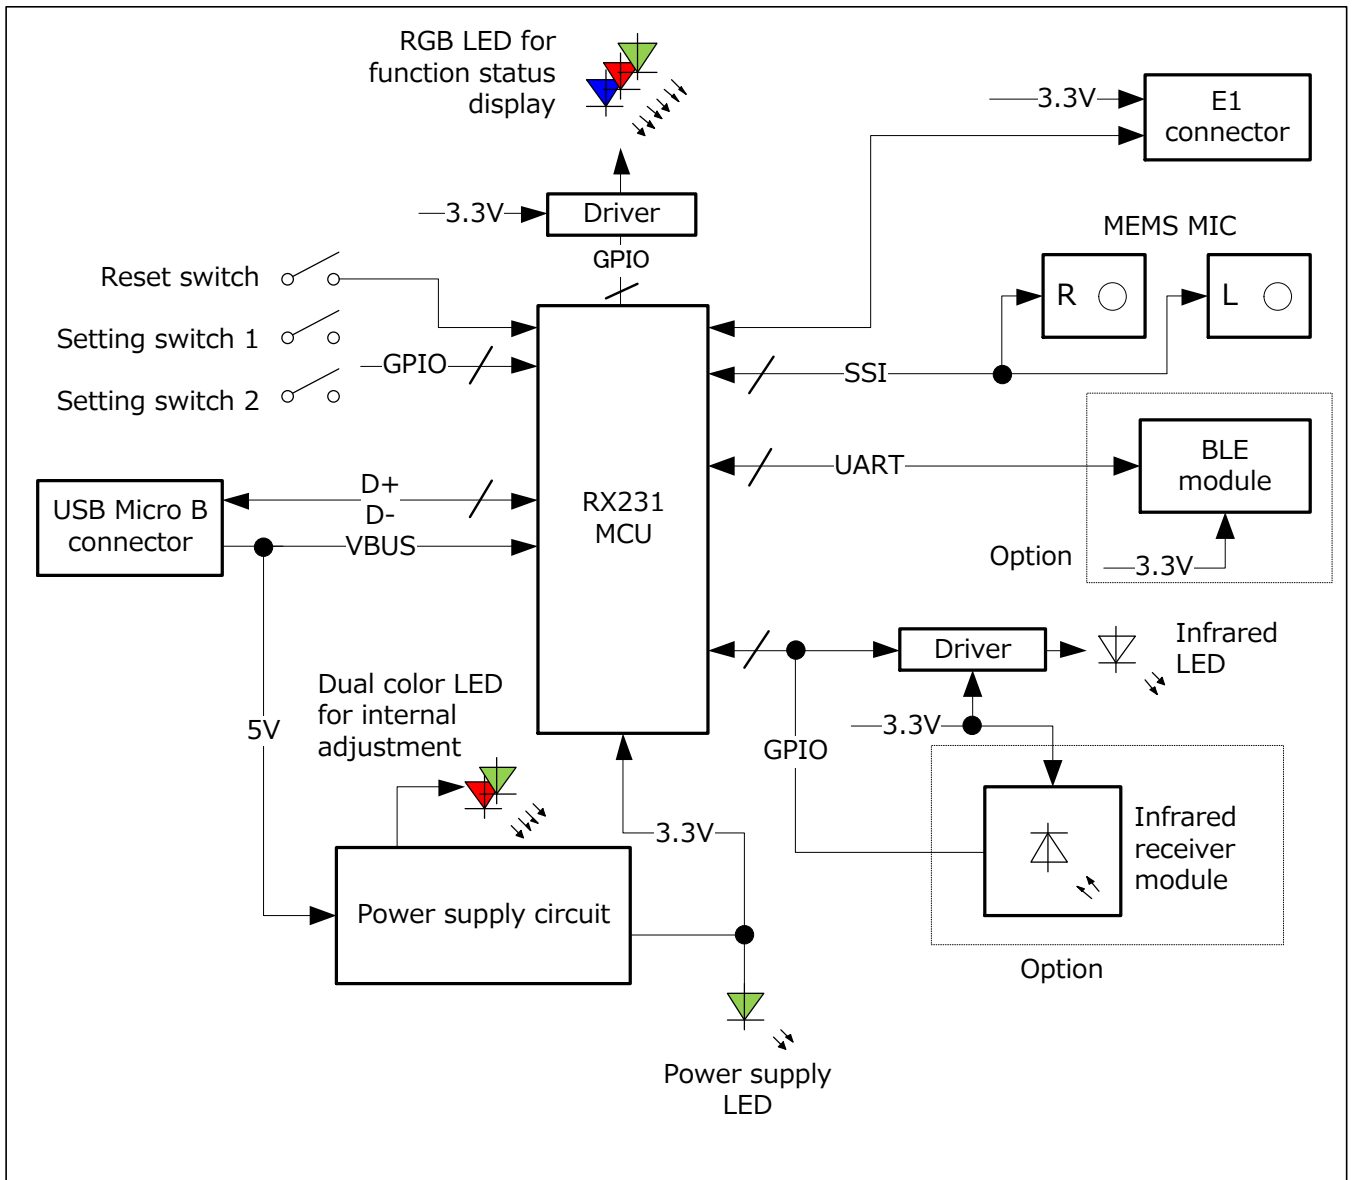 RGB LED for
function status
display
3.3V
E1
connector
3.3V
Driver
GPIO
MEMS MIC
R
L
Reset switch
Setting switch 1
GPIO
Setting switch 2
SSI
UART
BLE
module
3.3V
Option
USB Micro B
connector
D+
D-
VBUS
RX231
MCU
Driver
Infrared
LED
3.3V
GPIO
Infrared
receiver
module
Option
5V
Dual color LED
for internal
adjustment
3.3V
Power supply circuit
Power supply
LED